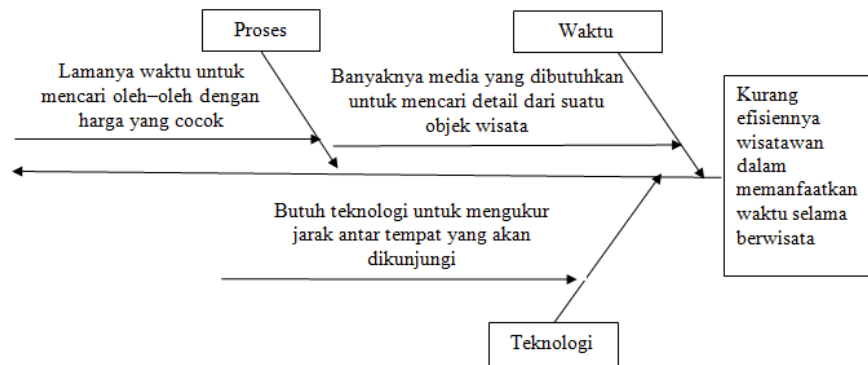 Proses
Waktu
Lamanya waktu untuk
mencari oleh–oleh dengan
harga yang cocok
Banyaknya media yang dibutuhkan
untuk mencari detail dari suatu
objek wisata
Kurang
efisiennya
wisatawan
dalam
memanfaatkan
waktu selama
berwisata
Butuh teknologi untuk mengukur
jarak antar tempat yang akan
dikunjungi
Teknologi